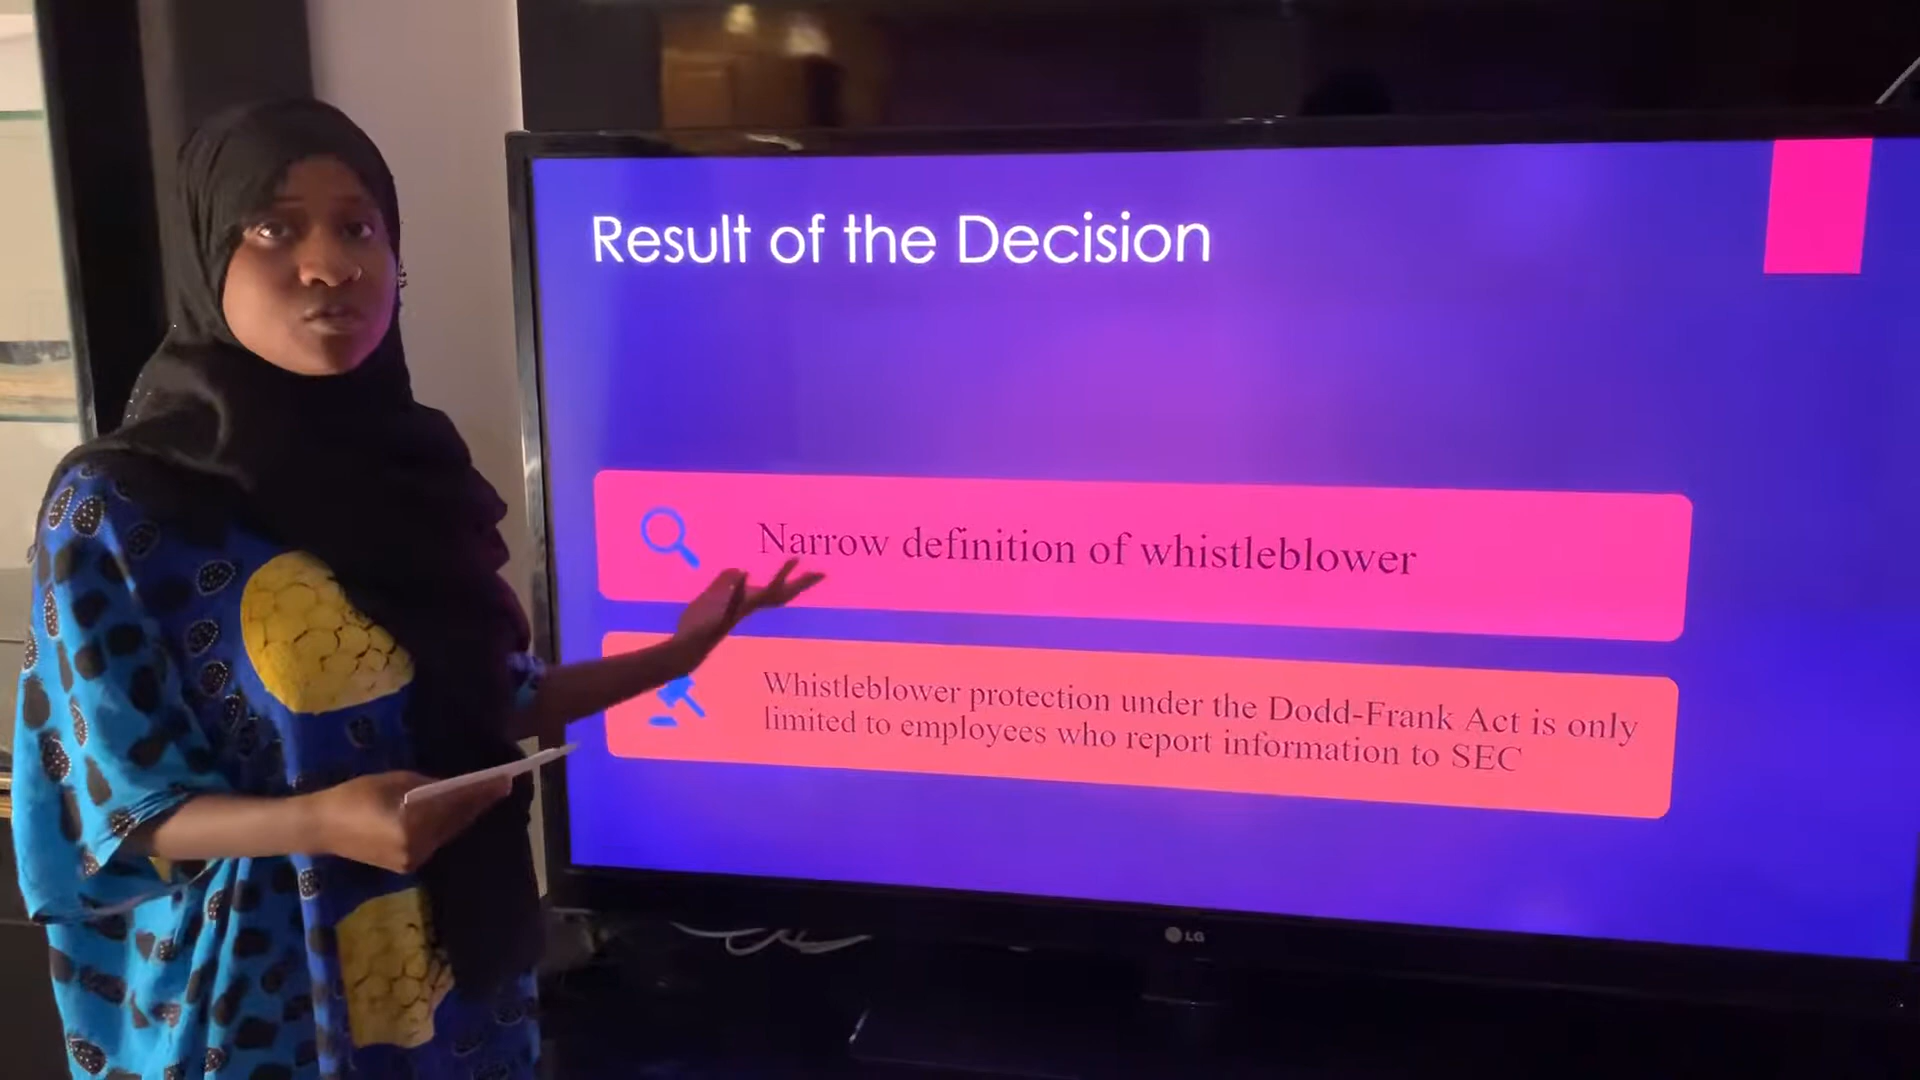 Result of the Decision
Narrow definition of whistleblower
Whistleblower protection under the Dodd-Frank Act is only
limited to employees who report information to SEC
LG